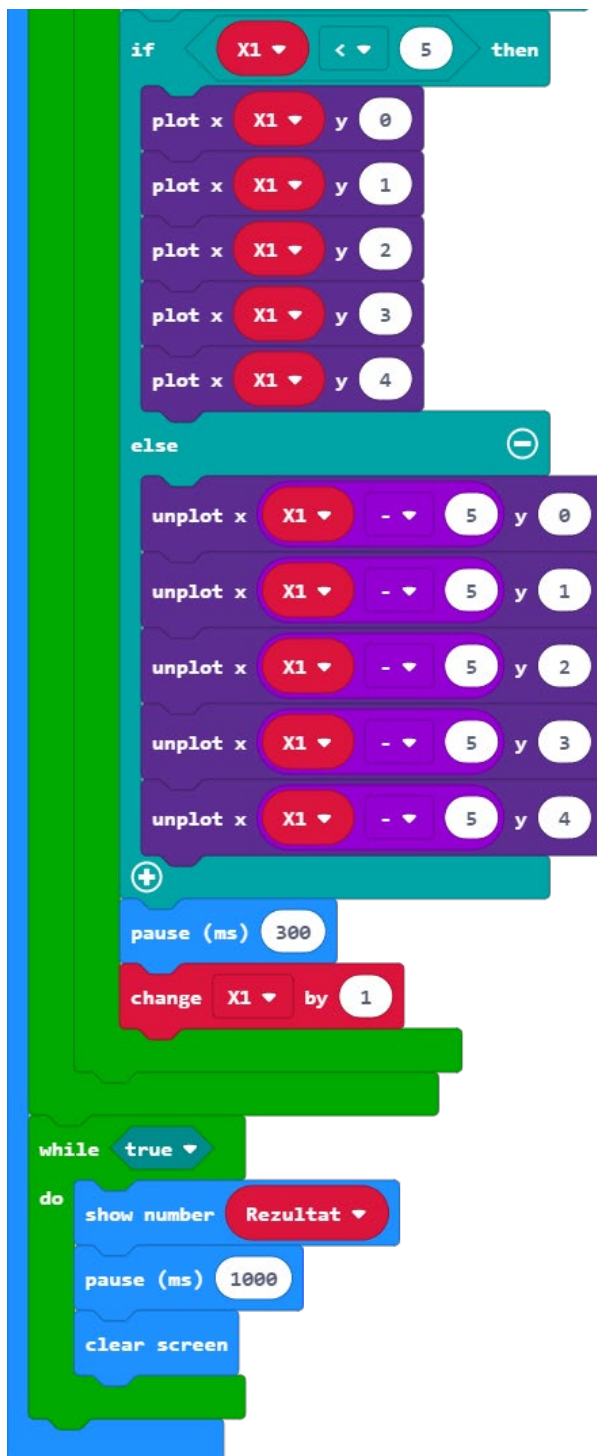 if X1 < 5 then
plot x X1 y 0
plot x X1 y 1
plot x X1 y 2
plot x X1 y 3
plot x X1 y 4
else
unplot x X1 - 5 y 0
unplot x X1 - 5 y 1
unplot x X1 - 5 y 2
unplot x X1 - 5 y 3
unplot x X1 - 5 y 4
pause (ms) 300
change X1 by 1
while true
do
show number Rezultat
pause (ms) 1000
clear screen